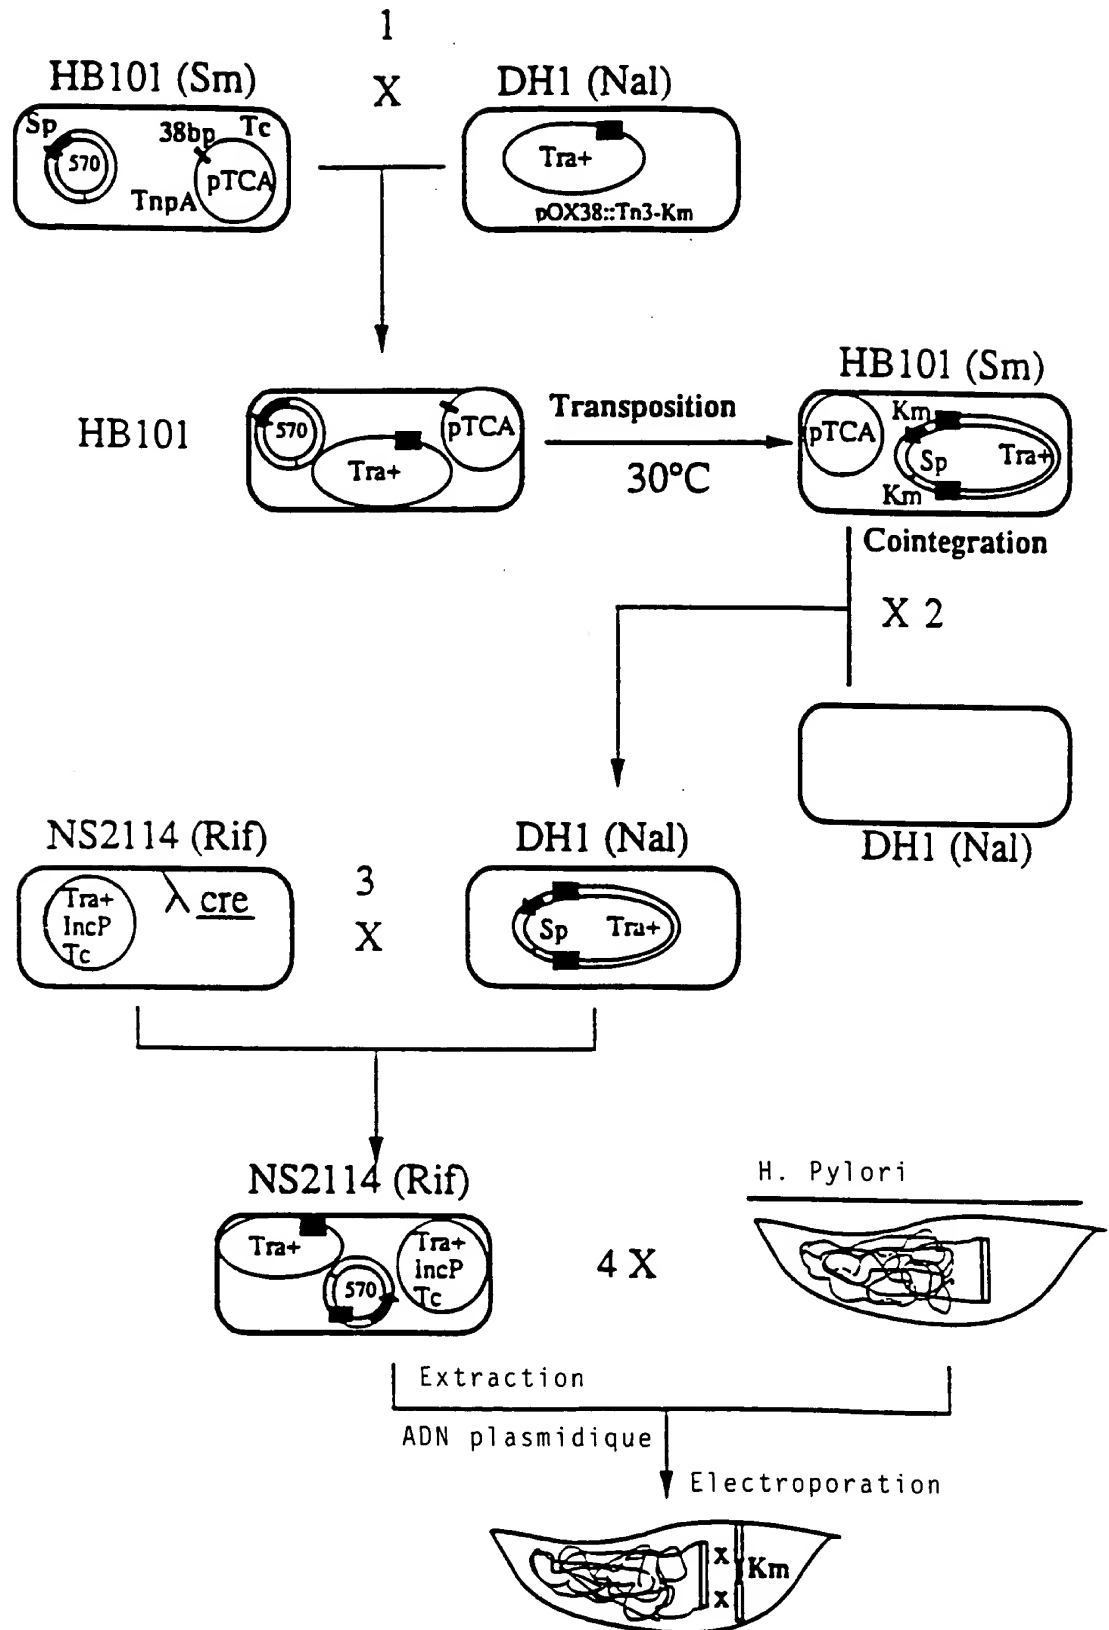 1
X
HB101 (Sm)
DH1 (Nal)
Sp
570
38bp
Tc
pTCA
TnpA
Tra+
pOX38::Tn3-Km
HB101
570
pTCA
Tra+
Transposition
30°C
HB101 (Sm)
pTCA
Km
Sp
Tra+
Km
Cointegration
X 2
DH1 (Nal)
NS2114 (Rif)
Tra+
IncP
Tc
λ cre
3
X
DH1 (Nal)
Sp
Tra+
NS2114 (Rif)
Tra+
570
Tra+
incP
Tc
4 X
H. Pylori
Extraction
ADN plasmidique
Electroporation
x
x
Km